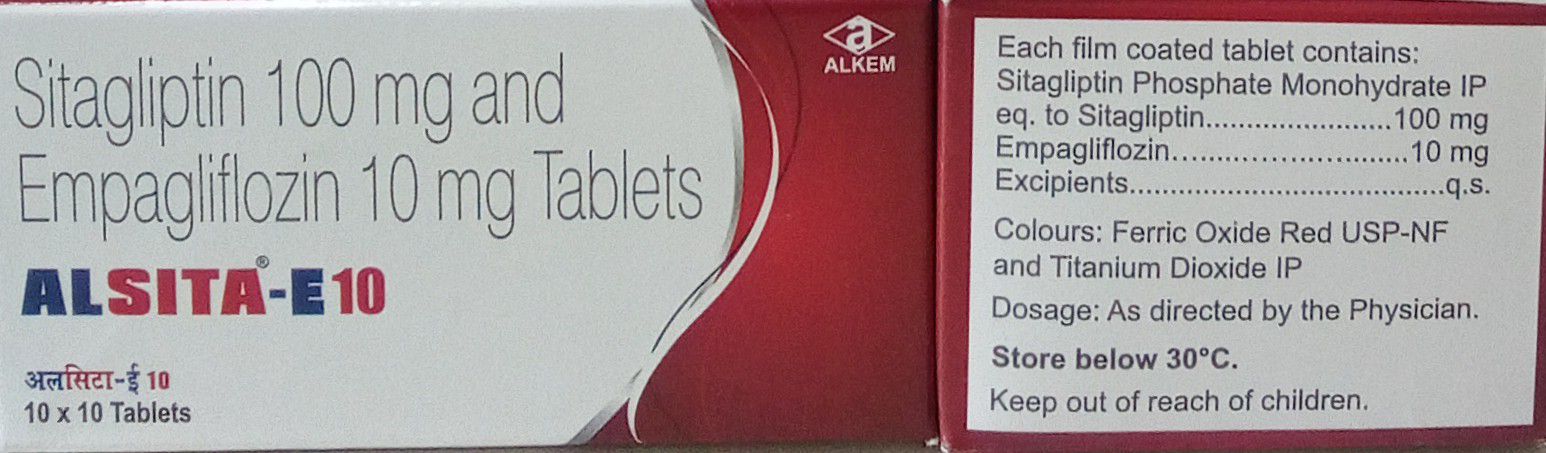 Sitagliptin 100 mg and
Empagliflozin 10 mg Tablets
ALSITA®-E 10
अलसिटा-ई 10
10 x 10 Tablets
a
ALKEM
Each film coated tablet contains:
Sitagliptin Phosphate Monohydrate IP
eq. to Sitagliptin.......................100 mg
Empagliflozin.............................10 mg
Excipients.......................................q.s.
Colours: Ferric Oxide Red USP-NF
and Titanium Dioxide IP
Dosage: As directed by the Physician.
Store below 30°C.
Keep out of reach of children.